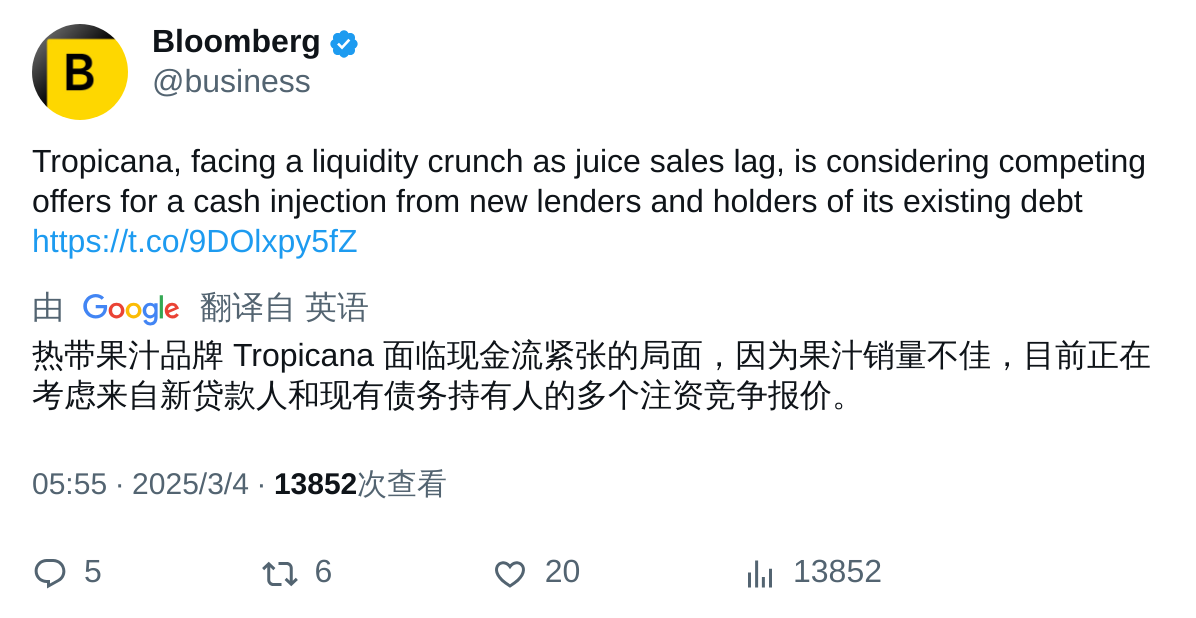 B
Bloomberg
@business
Tropicana, facing a liquidity crunch as juice sales lag, is considering competing
offers for a cash injection from new lenders and holders of its existing debt
https://t.co/9DOlxpy5fZ
由 Google 翻译自 英语
热带果汁品牌 Tropicana 面临现金流紧张的局面，因为果汁销量不佳，目前正在
考虑来自新贷款人和现有债务持有人的多个注资竞争报价。
05:55 · 2025/3/4 · 13852次查看
5 6 20 13852